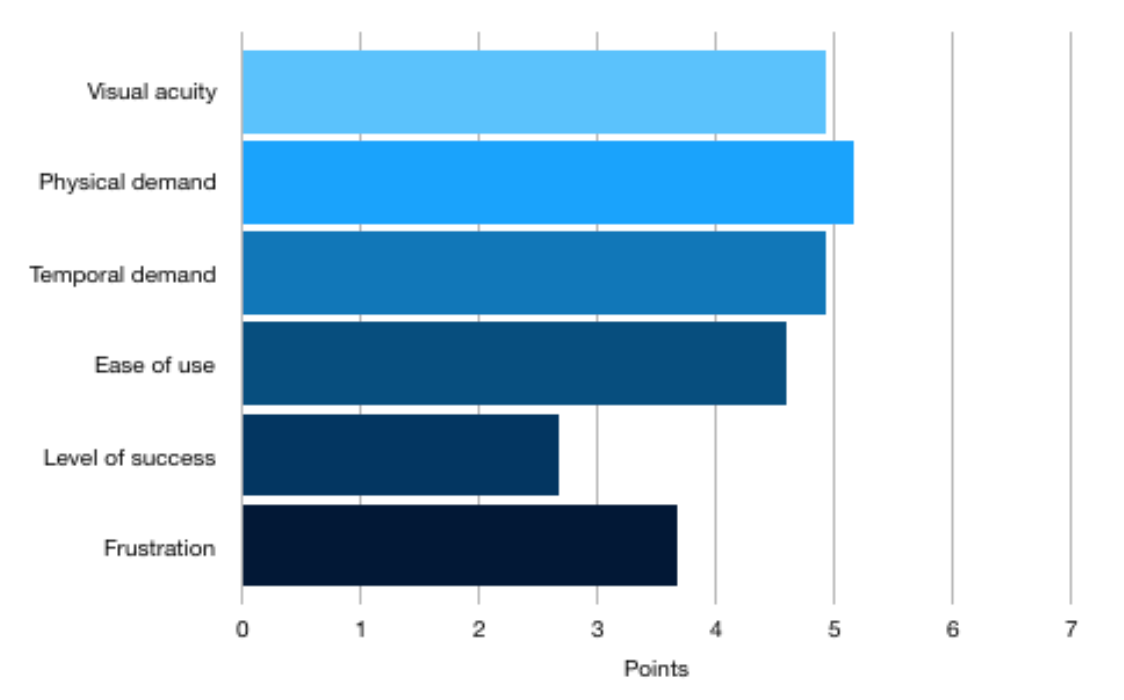 Visual acuity
Physical demand
Temporal demand
Ease of use
Level of success
Frustration
0 1 2 3 4 5 6 7
Points